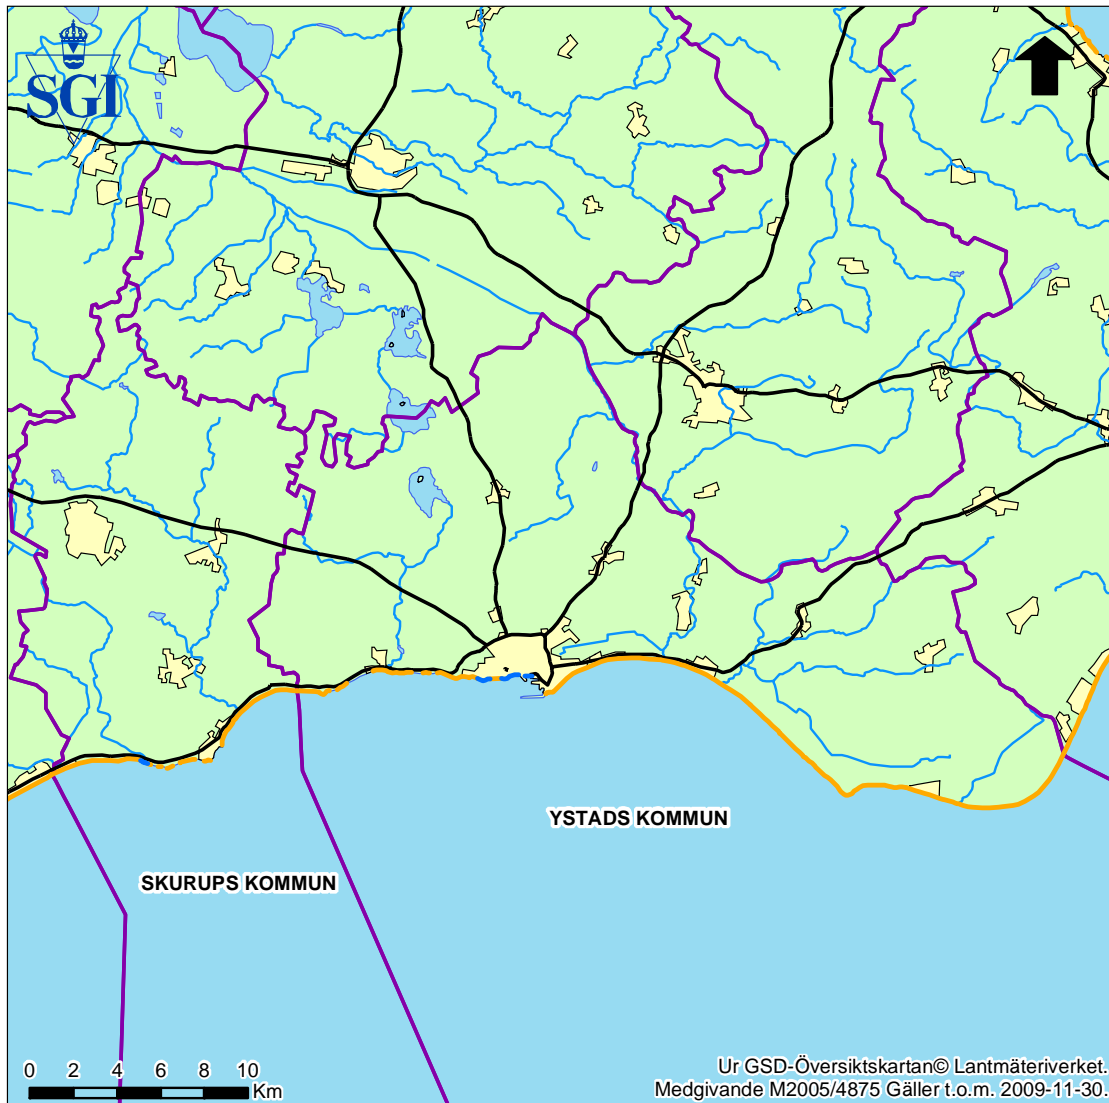 SGI
YSTADS KOMMUN
SKURUPS KOMMUN
0 2 4 6 8 10
Km
Ur GSD-Översiktskartan© Lantmäteriverket.
Medgivande M2005/4875 Gäller t.o.m. 2009-11-30.